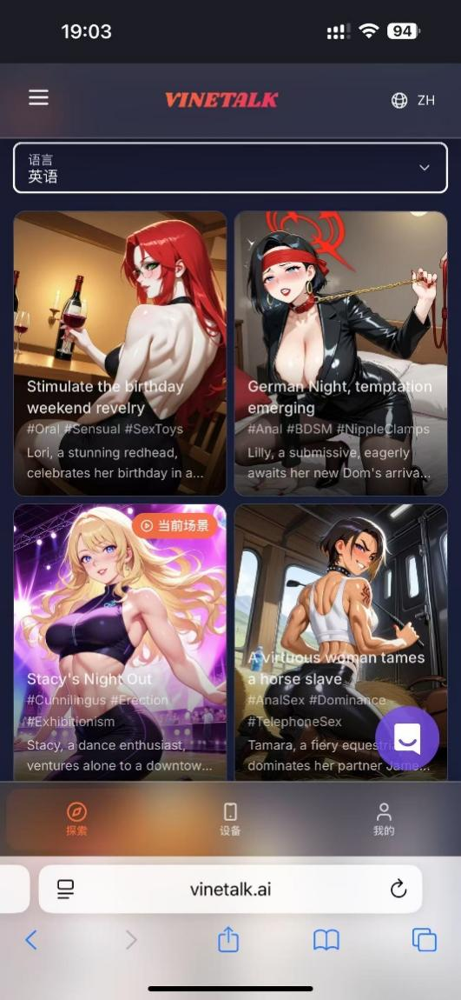 19:03
94
VINETALK
ZH
语言
英语
Stimulate the birthday
weekend revelry
#Oral #Sensual #SexToys
Lori, a stunning redhead,
celebrates her birthday in a...
German Night, temptation
emerging
#Anal #BDSM #NippleClamps
Lilly, a submissive, eagerly
awaits her new Dom's arriva...
当前场景
Stacy's Night Out
#Cunnilingus #Erection
#Exhibitionism
Stacy, a dance enthusiast,
ventures alone to a downtow...
A virtuous woman tames
a horse slave
#AnalSex #Dominance
#TelephoneSex
Tamara, a fiery equestrian
dominates her partner Jame...
探索
设备
我的
vinetalk.ai